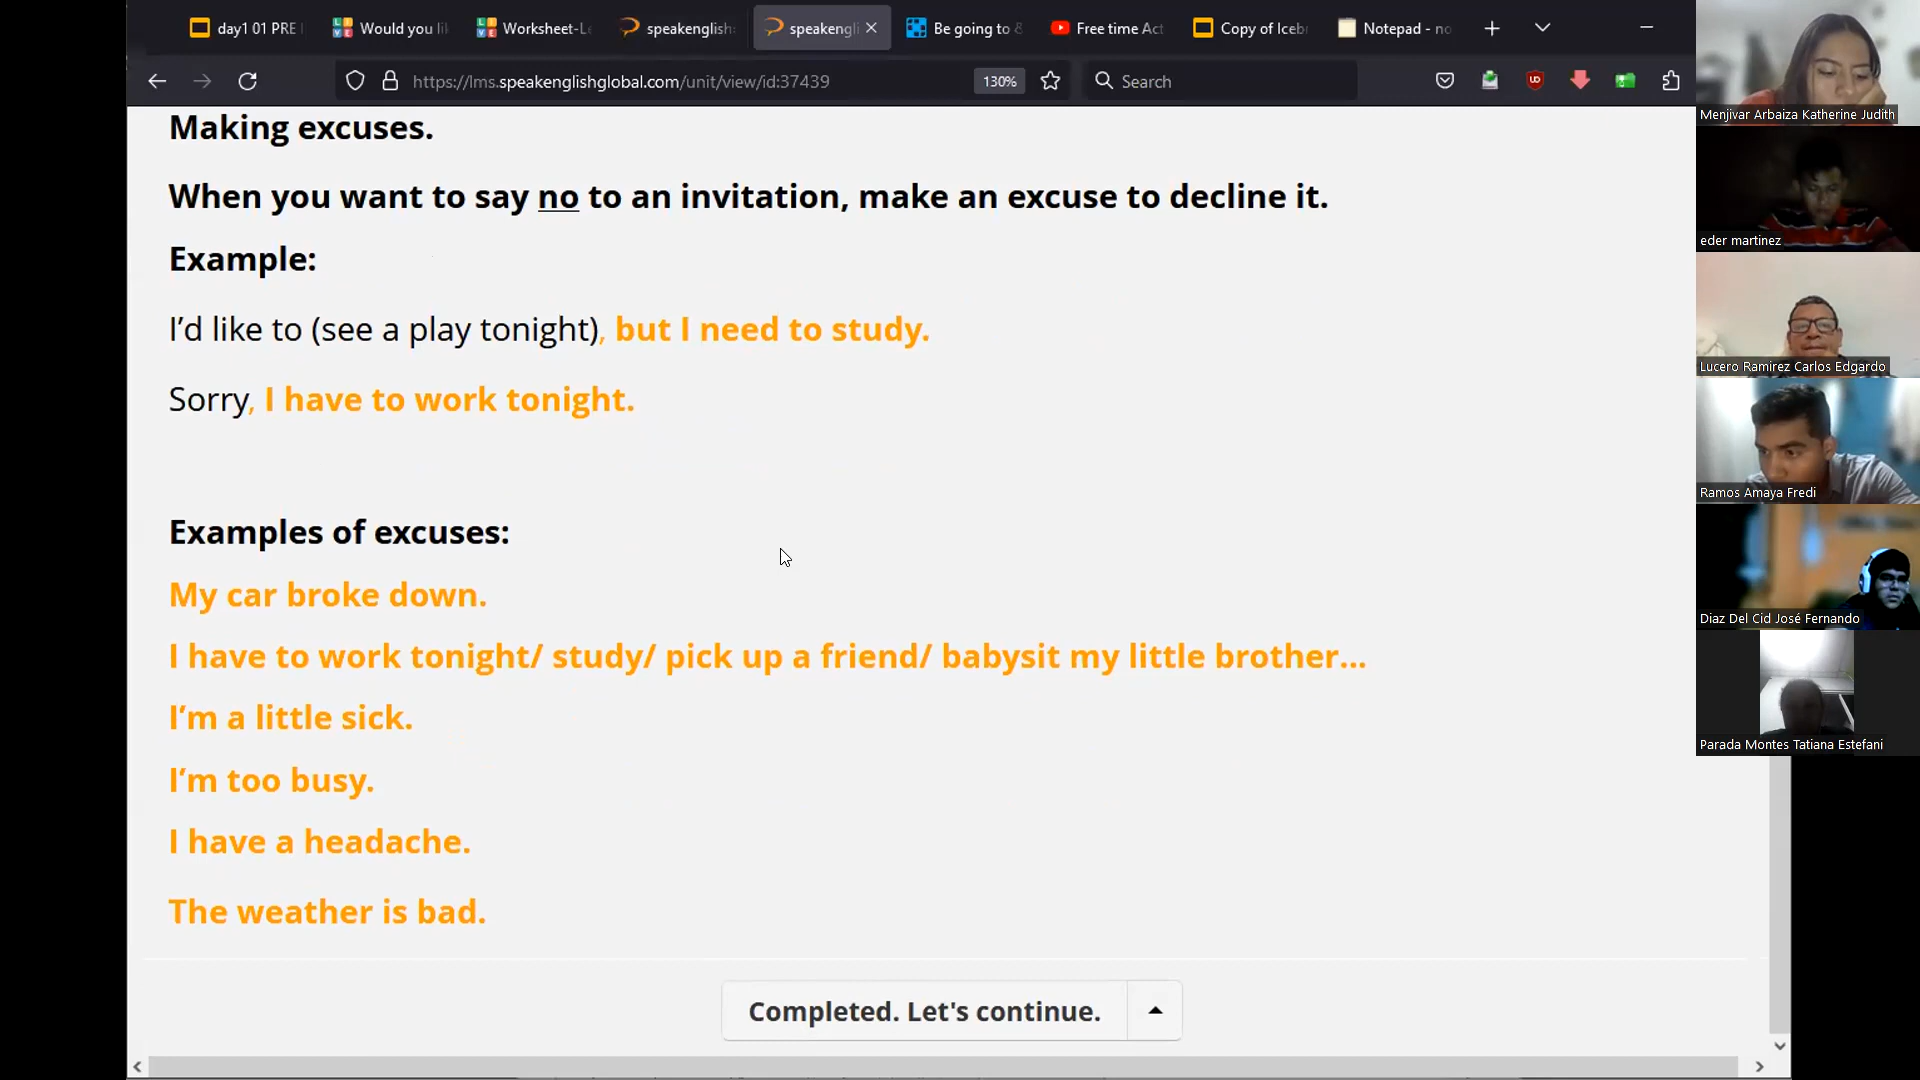 day1 01 PRE
Would you li
Worksheet-Le
speakenglish
speakengli
Be going to &
Free time Act
Copy of Iceb
Notepad - no
https://lms.speakenglishglobal.com/unit/view/id:37439
130%
Search
Making excuses.
When you want to say no to an invitation, make an excuse to decline it.
Example:
I’d like to (see a play tonight), but I need to study.
Sorry, I have to work tonight.
Examples of excuses:
My car broke down.
I have to work tonight/ study/ pick up a friend/ babysit my little brother...
I’m a little sick.
I’m too busy.
I have a headache.
The weather is bad.
Completed. Let's continue.
Menjivar Arbaiza Katherine Judith
eder martinez
Lucero Ramirez Carlos Edgardo
Ramos Amaya Fredi
Diaz Del Cid José Fernando
Parada Montes Tatiana Estefani